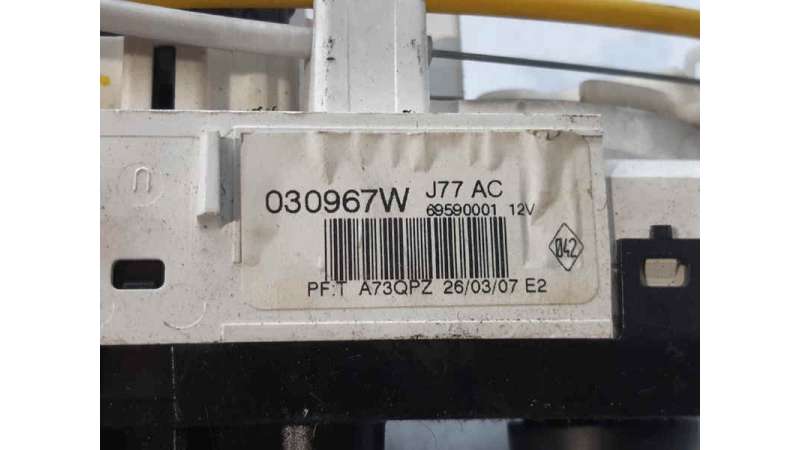 030967W J77 AC
69590001 12V
042
PF:T A73QPZ 26/03/07 E2